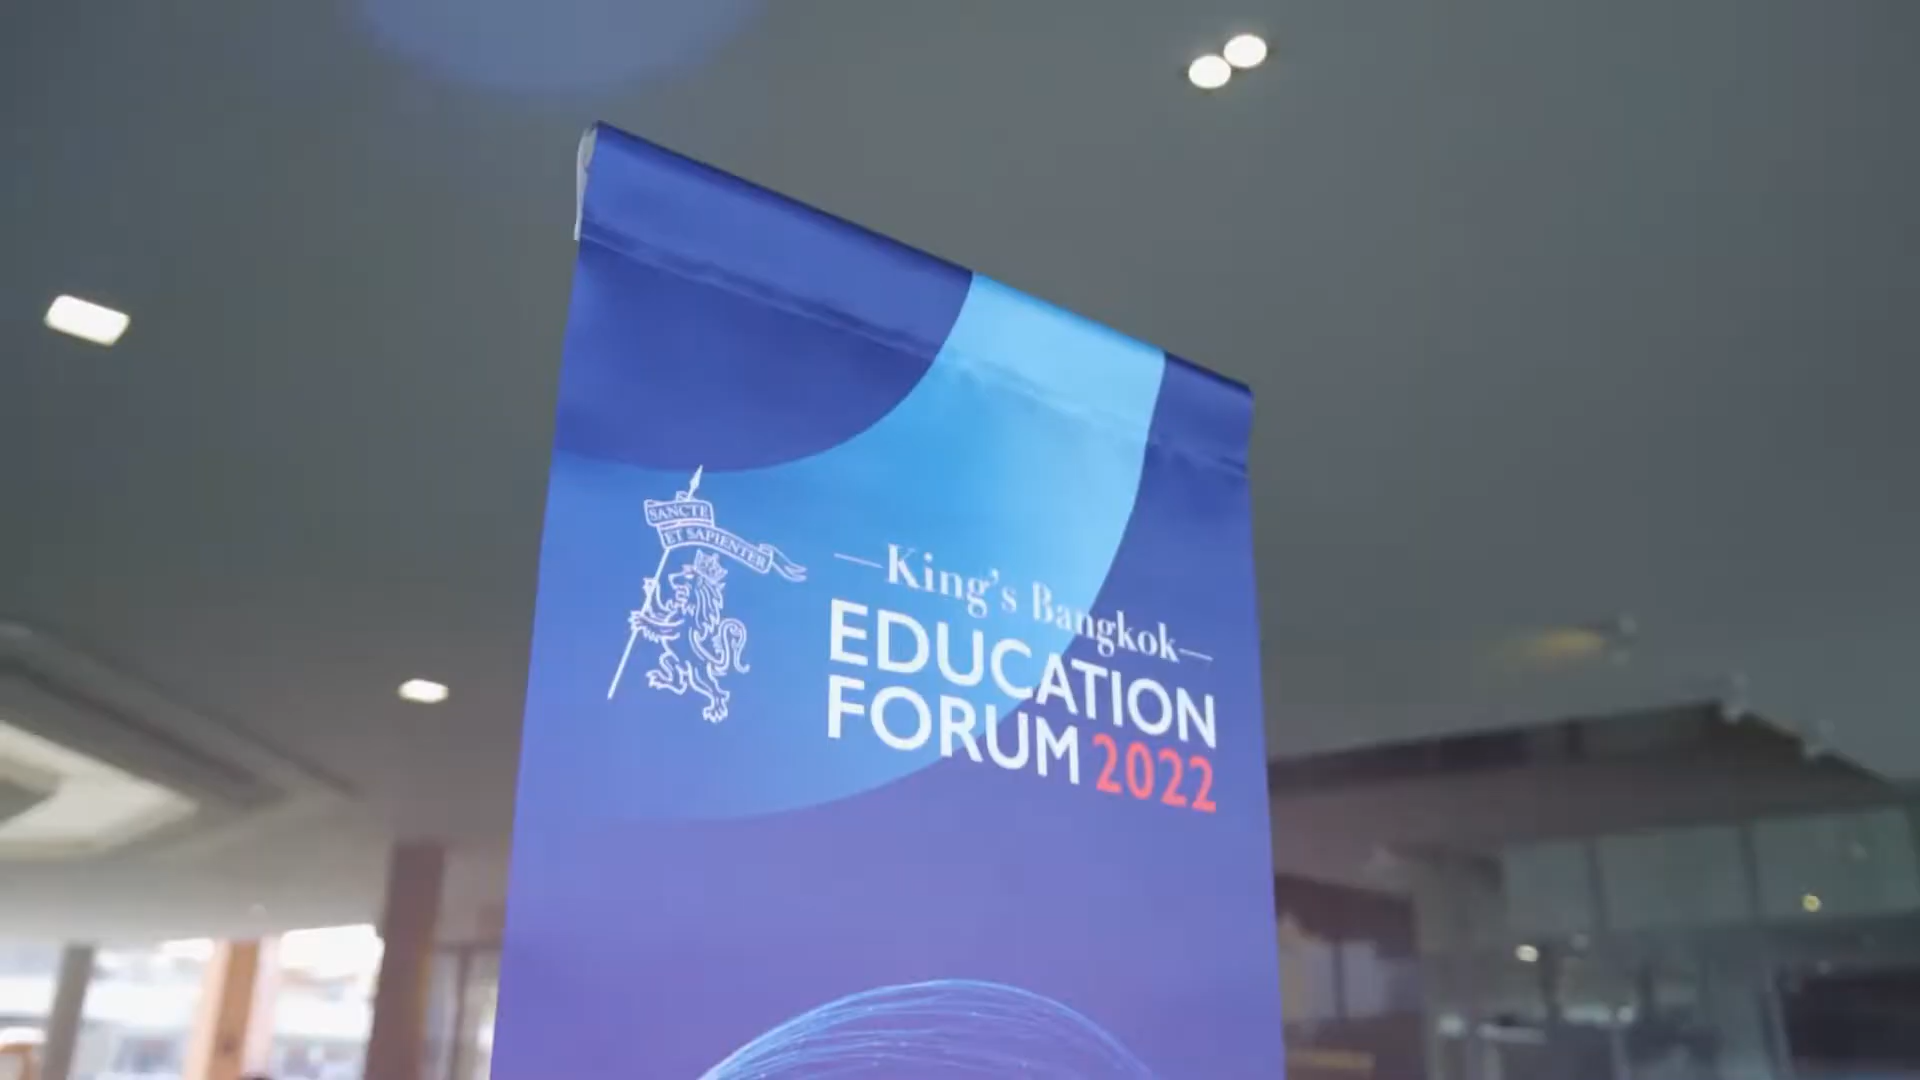 SANCTE
ET SAPIENTER
—King's Bangkok—
EDUCATION
FORUM 2022